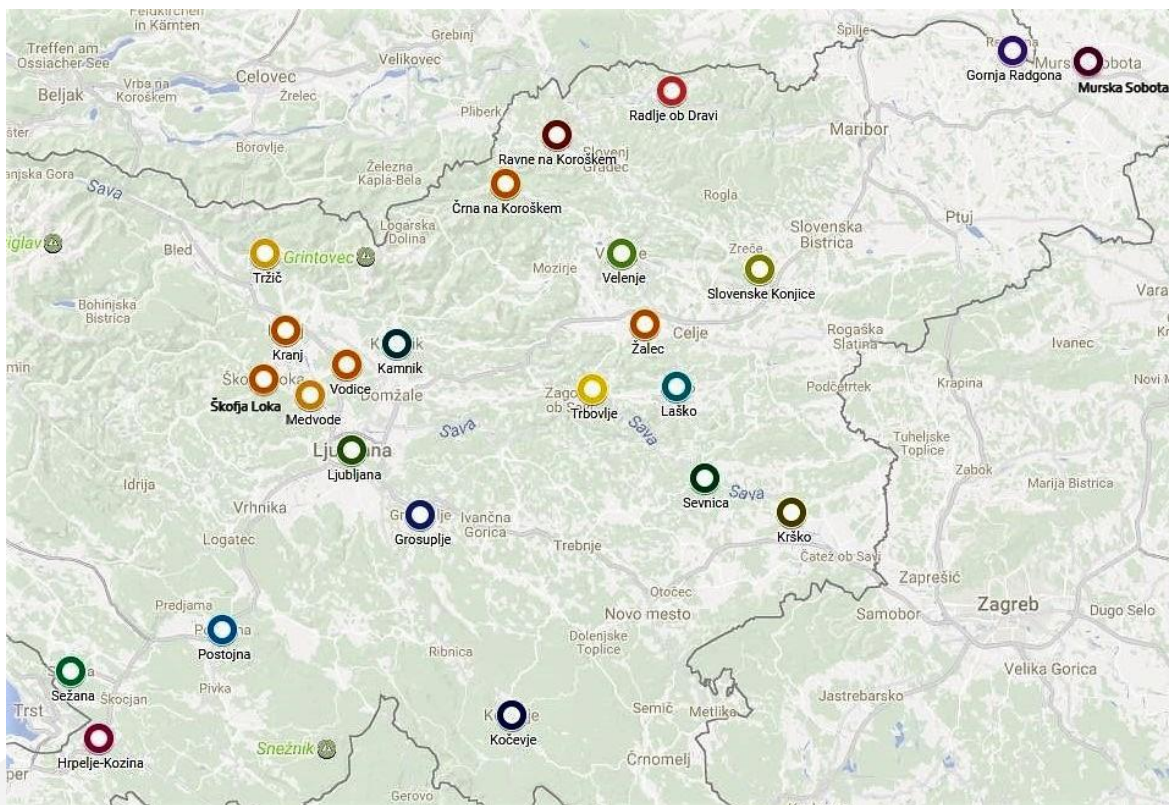 Feldkirchen
in Kärnten
Treffen am
Ossiacher See
Celovec
Velikovec
Grebinj
Špilje
Gornja Radgona
Murska Sobota
Murska Sobota
Beljak
Vrba na
Koroškem
Žrelec
Pliberk
Radlje ob Dravi
Borovlje
Ravne na Koroškem
Slovenj
Gradec
Maribor
Železna
Kapla-Bela
Sava
Črna na Koroškem
Rogla
Ptuj
Logarska
Dolina
Slovenska
Bistrica
Bled
Grintovec
Tržič
Mozirje
Velenje
Zreče
Slovenske Konjice
Bohinjska
Bistrica
Kranj
Kamnik
Žalec
Celje
Rogaška
Slatina
Ivanec
Vodice
Škofja Loka
Medvode
Domžale
Trbovlje
Laško
Podčetrtek
Krapina
Sava
Sava
Ljubljana
Ljubljana
Tuheljske
Toplice
Zabok
Marija Bistrica
Idrija
Vrhnika
Sevnica
Sava
Krško
Grosuplje
Ivančna
Gorica
Logatec
Trebnje
Čatež ob Savi
Otočec
Zaprešić
Predjama
Novo mesto
Samobor
Zagreb
Dugo Selo
Postojna
Ribnica
Dolenjske
Toplice
Velika Gorica
Sežana
Škocjan
Pivka
Semič
Metlika
Jastrebarsko
Trst
Kočevje
Hrpelje-Kozina
Snežnik
Črnomelj
Gerovo